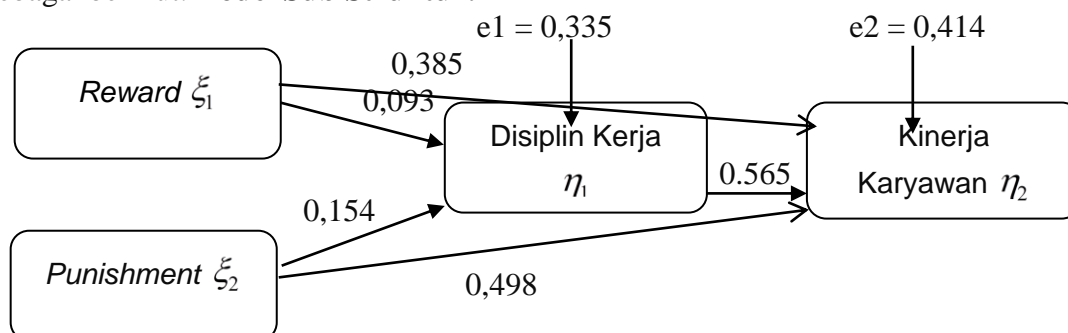 e1 = 0,335
e2 = 0,414
Reward ξ1
0,385
0,093
Disiplin Kerja
η1
0.565
Kinerja
Karyawan η2
0,154
Punishment ξ2
0,498